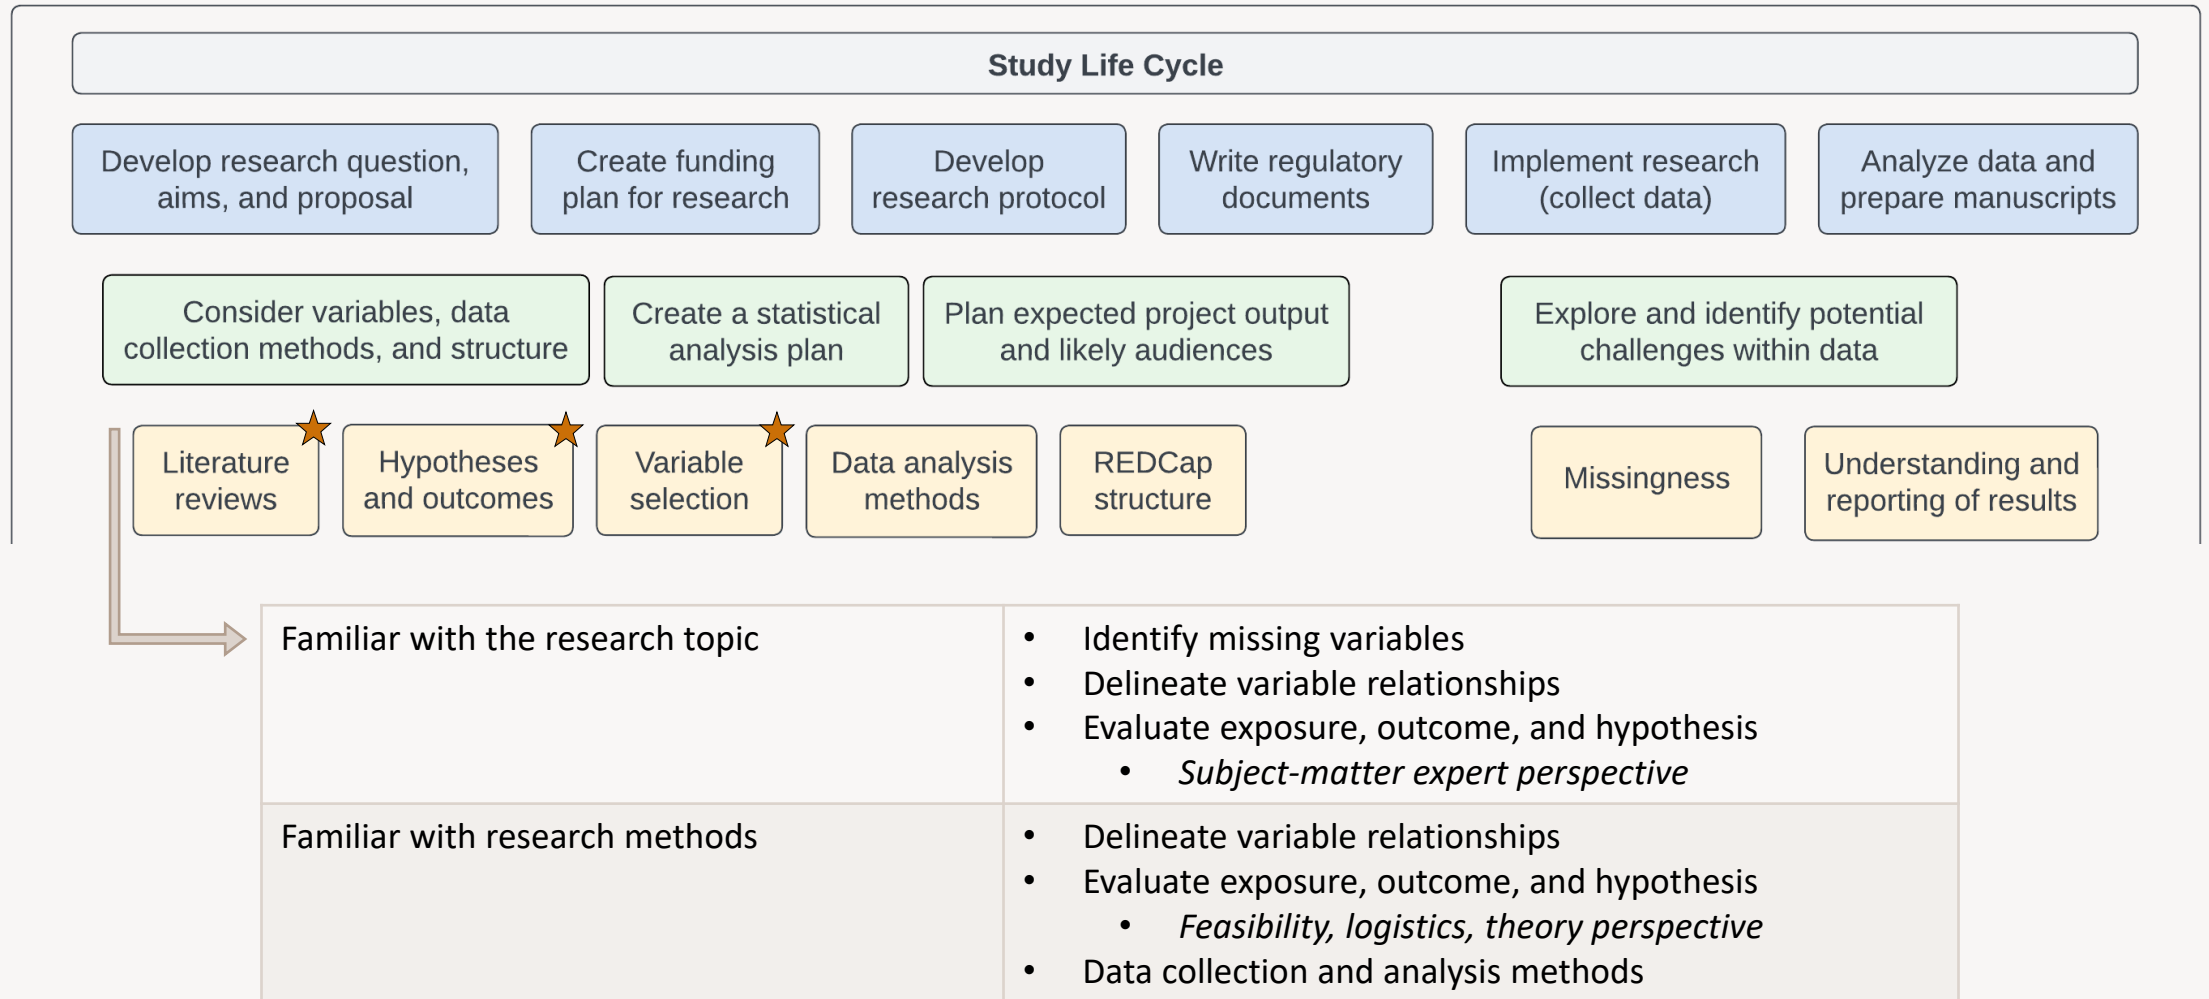 Study Life Cycle
Develop research question,
aims, and proposal
Create funding
plan for research
Develop
research protocol
Write regulatory
documents
Implement research
(collect data)
Analyze data and
prepare manuscripts
Consider variables, data
collection methods, and structure
Create a statistical
analysis plan
Plan expected project output
and likely audiences
Explore and identify potential
challenges within data
Literature
reviews
Hypotheses
and outcomes
Variable
selection
Data analysis
methods
REDCap
structure
Missingness
Understanding and
reporting of results
Familiar with the research topic
• Identify missing variables
• Delineate variable relationships
• Evaluate exposure, outcome, and hypothesis
• Subject-matter expert perspective
Familiar with research methods
• Delineate variable relationships
• Evaluate exposure, outcome, and hypothesis
• Feasibility, logistics, theory perspective
• Data collection and analysis methods